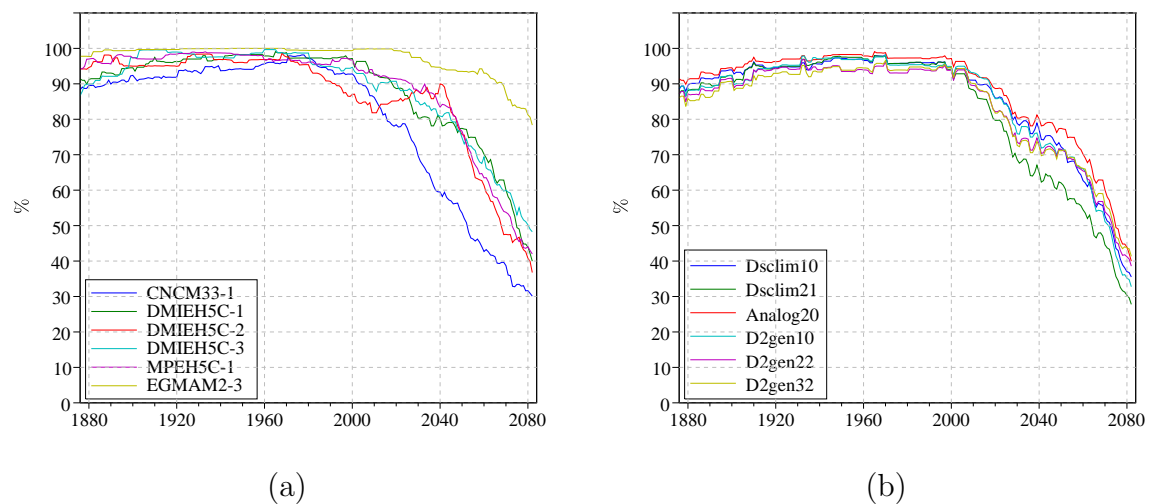 100
90
80
70
60
50
40
30
20
10
0
%
1880 1920 1960 2000 2040 2080
CNCM33-1
DMIEH5C-1
DMIEH5C-2
DMIEH5C-3
MPEH5C-1
EGMAM2-3
(a)
100
90
80
70
60
50
40
30
20
10
0
%
1880 1920 1960 2000 2040 2080
Dsclim10
Dsclim21
Analog20
D2gen10
D2gen22
D2gen32
(b)